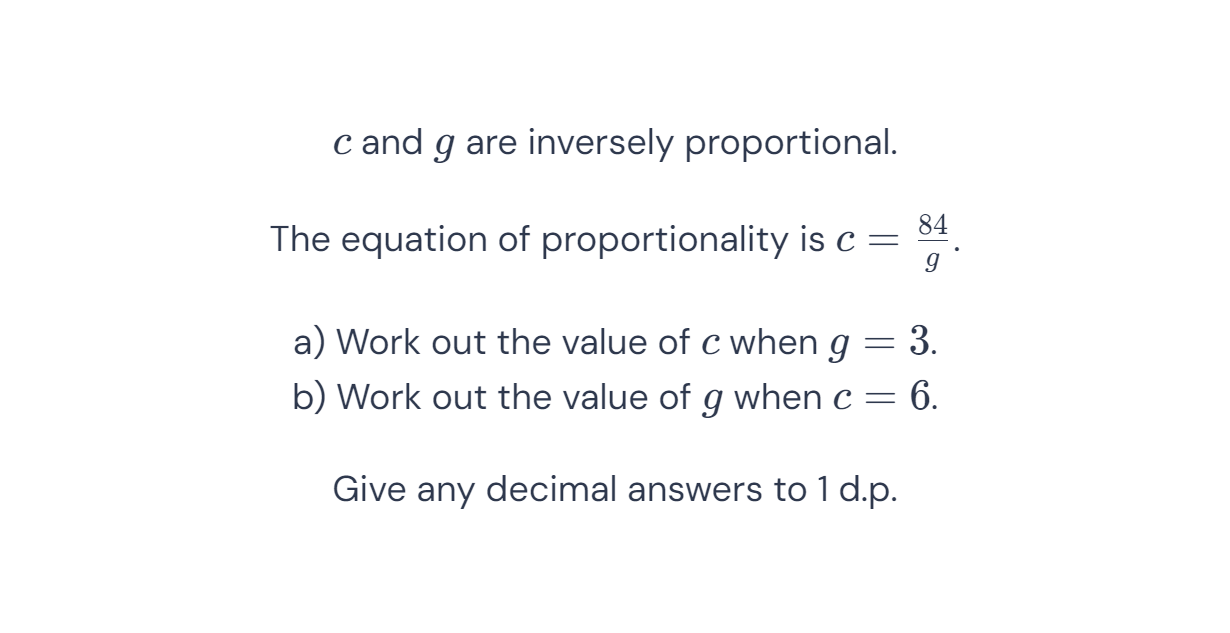 c and g are inversely proportional.
The equation of proportionality is c = 84/g.
a) Work out the value of c when g = 3.
b) Work out the value of g when c = 6.
Give any decimal answers to 1 d.p.